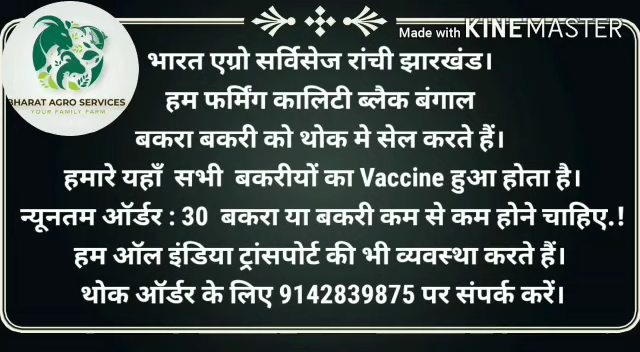 Made with KINEMASTER
BHARAT AGRO SERVICES
YOUR FAMILY FARM
भारत एग्रो सर्विसेज रांची झारखंड।
हम फर्मिंग कालिटी ब्लैक बंगाल
बकरा बकरी को थोक मे सेल करते हैं।
हमारे यहाँ सभी बकरीयों का Vaccine हुआ होता है।
न्यूनतम ऑर्डर : 30 बकरा या बकरी कम से कम होने चाहिए.!
हम ऑल इंडिया ट्रांसपोर्ट की भी व्यवस्था करते हैं।
थोक ऑर्डर के लिए 9142839875 पर संपर्क करें।